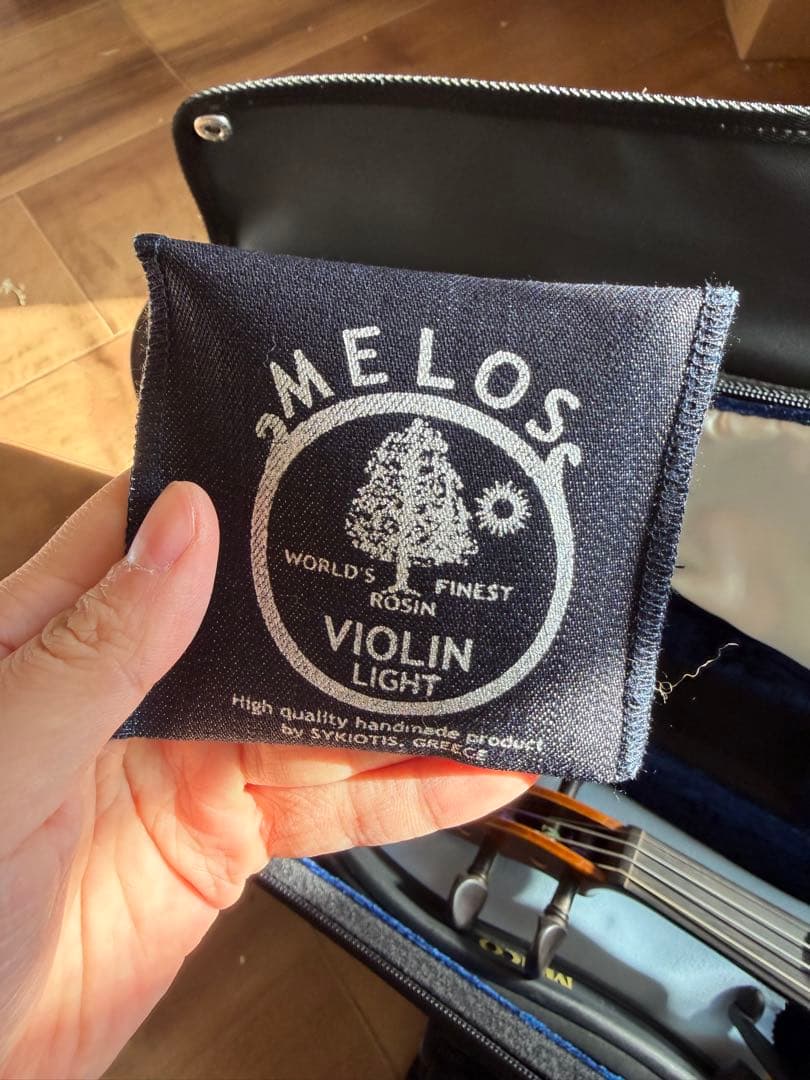 MELOS
WORLD'S FINEST
ROSIN
VIOLIN
LIGHT
High quality handmade product
by SYKIOTIS, GREECE